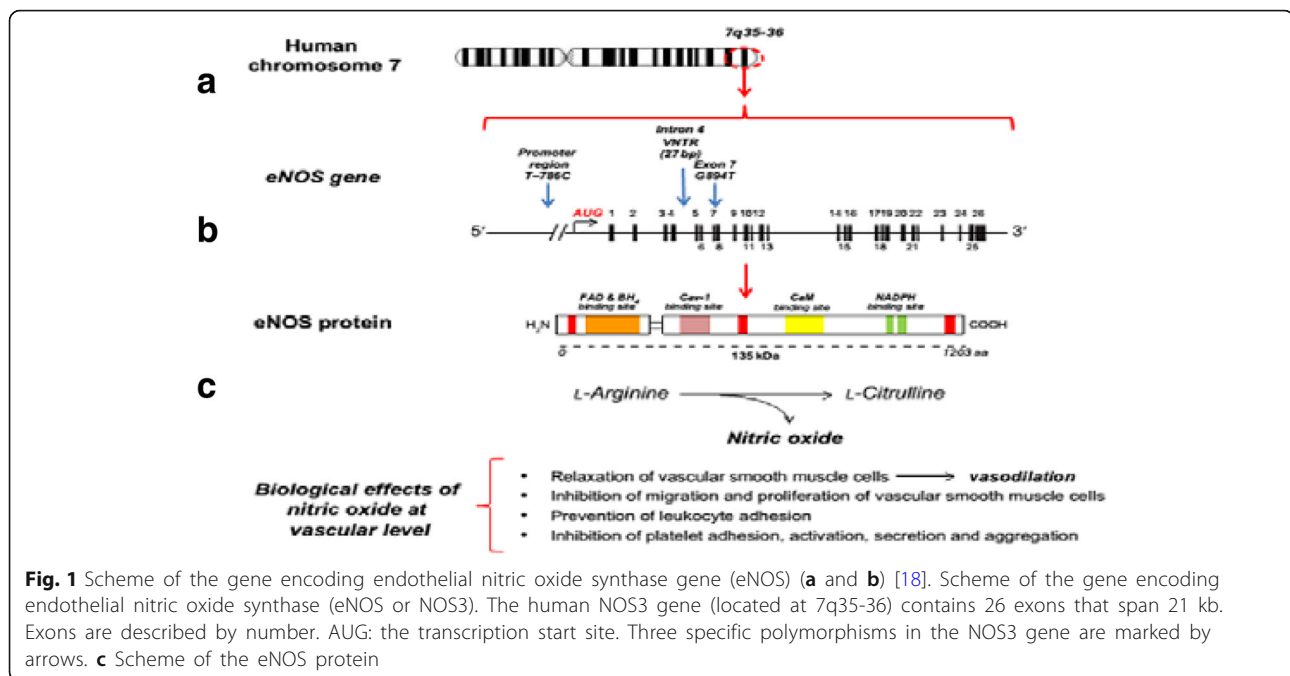 7q35-36
Human
chromosome 7
a
Intron 4
VNTR
(27 bp)
Promoter
region
T–786C
Exon 7
G894T
eNOS gene
AUG 1 2 3 4 5 7 9 10 12 14 16 17 19 20 22 23 24 26
b
5′ 3′
6 8 11 13 15 18 21 25
FAD & BH4
binding site
Cav-1
binding site
CaM
binding site
NADPH
binding site
eNOS protein
H2N COOH
0 135 kDa 1203 aa
c
L-Arginine L-Citrulline
Nitric oxide
Biological effects of
nitric oxide at
vascular level
• Relaxation of vascular smooth muscle cells vasodilation
• Inhibition of migration and proliferation of vascular smooth muscle cells
• Prevention of leukocyte adhesion
• Inhibition of platelet adhesion, activation, secretion and aggregation
Fig. 1 Scheme of the gene encoding endothelial nitric oxide synthase gene (eNOS) (a and b) [18]. Scheme of the gene encoding
endothelial nitric oxide synthase (eNOS or NOS3). The human NOS3 gene (located at 7q35-36) contains 26 exons that span 21 kb.
Exons are described by number. AUG: the transcription start site. Three specific polymorphisms in the NOS3 gene are marked by
arrows. c Scheme of the eNOS protein